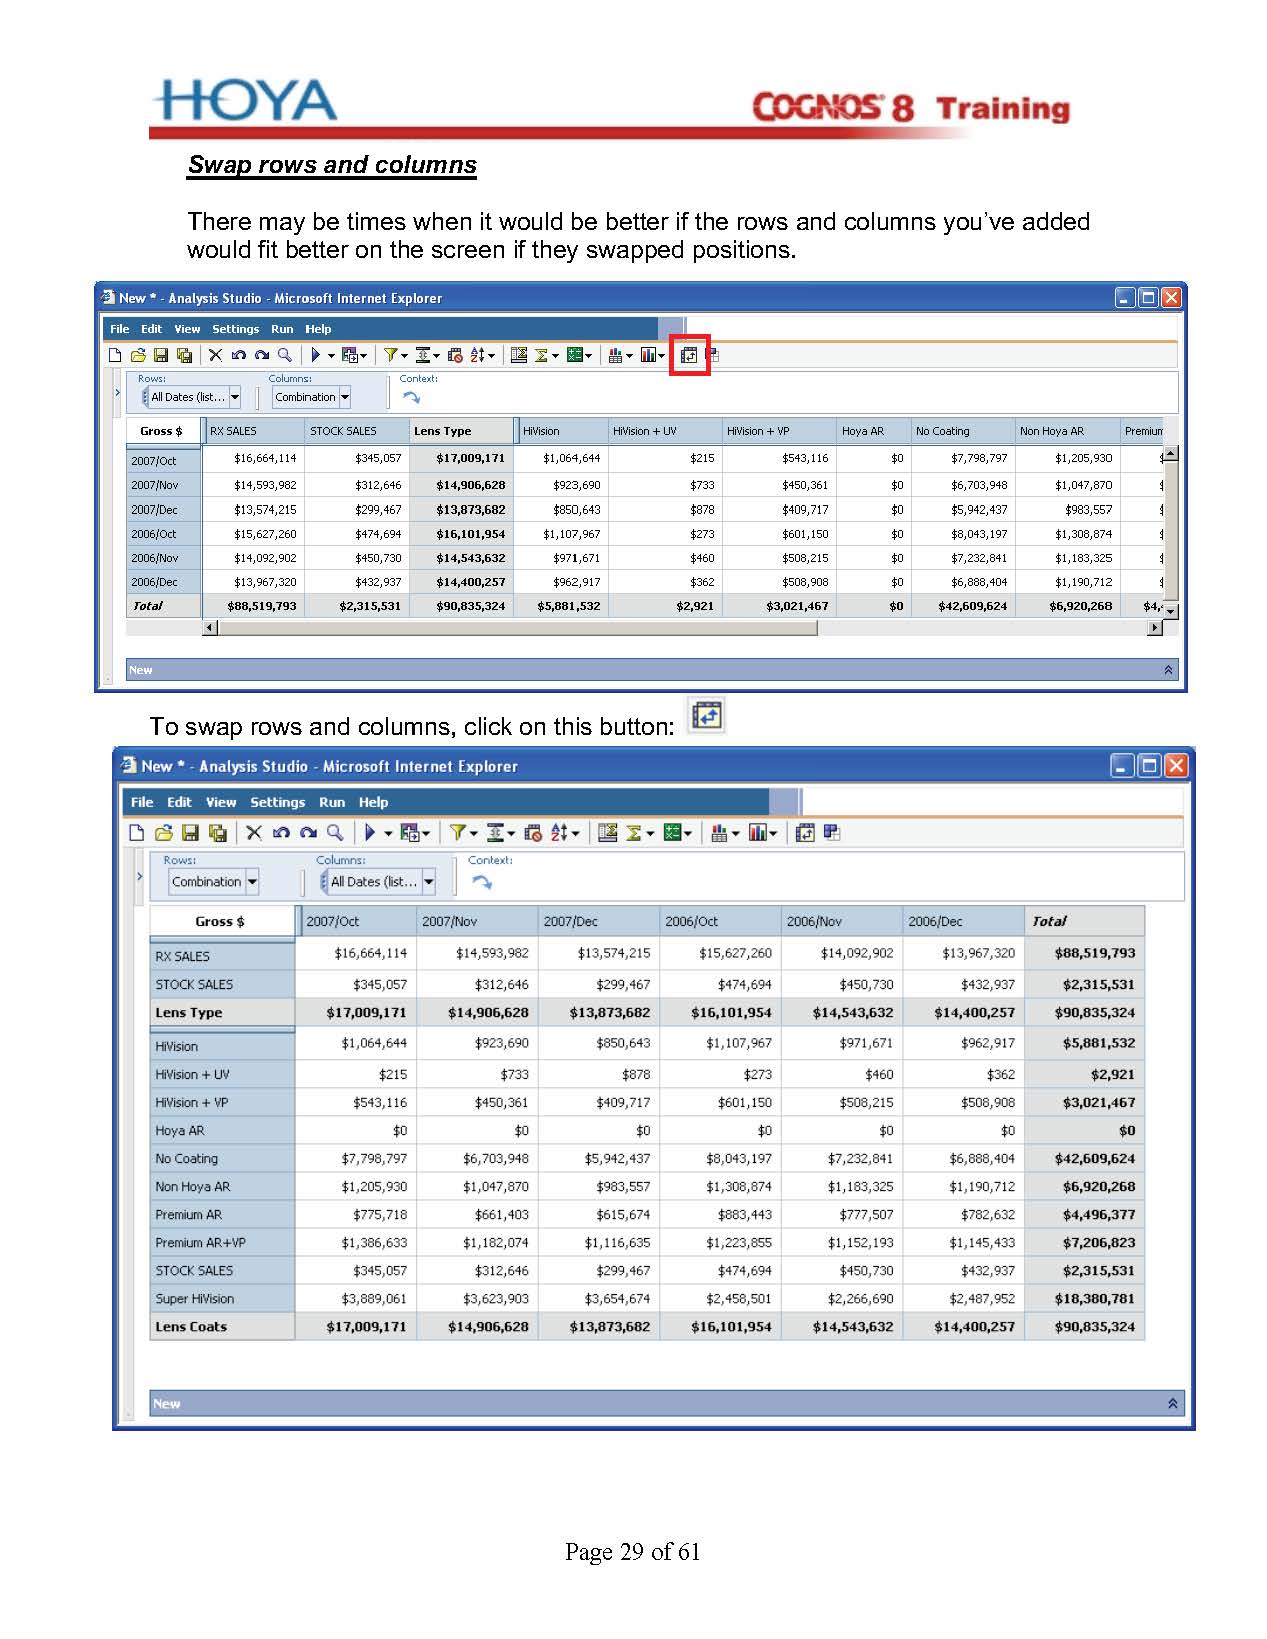 HOYA
COGNOS 8 Training
Swap rows and columns
There may be times when it would be better if the rows and columns you've added
would fit better on the screen if they swapped positions.
New * - Analysis Studio - Microsoft Internet Explorer
File Edit View Settings Run Help
Rows: Columns: Context:
All Dates (list... Combination
Gross $ RX SALES STOCK SALES Lens Type HiVision HiVision + UV HiVision + VP Hoya AR No Coating Non Hoya AR Premium
2007/Oct $16,664,114 $345,057 $17,009,171 $1,064,644 $215 $543,116 $0 $7,798,797 $1,205,930 $
2007/Nov $14,593,982 $312,646 $14,906,628 $923,690 $733 $450,361 $0 $6,703,948 $1,047,870 $
2007/Dec $13,574,215 $299,467 $13,873,682 $850,643 $878 $409,717 $0 $5,942,437 $983,557 $
2006/Oct $15,627,260 $474,694 $16,101,954 $1,107,967 $273 $601,150 $0 $8,043,197 $1,308,874 $
2006/Nov $14,092,902 $450,730 $14,543,632 $971,671 $460 $508,215 $0 $7,232,841 $1,183,325 $
2006/Dec $13,967,320 $432,937 $14,400,257 $962,917 $362 $508,908 $0 $6,888,404 $1,190,712 $
Total $88,519,793 $2,315,531 $90,835,324 $5,881,532 $2,921 $3,021,467 $0 $42,609,624 $6,920,268 $4,
New
To swap rows and columns, click on this button:
New * - Analysis Studio - Microsoft Internet Explorer
File Edit View Settings Run Help
Rows: Columns: Context:
Combination All Dates (list...
Gross $ 2007/Oct 2007/Nov 2007/Dec 2006/Oct 2006/Nov 2006/Dec Total
RX SALES $16,664,114 $14,593,982 $13,574,215 $15,627,260 $14,092,902 $13,967,320 $88,519,793
STOCK SALES $345,057 $312,646 $299,467 $474,694 $450,730 $432,937 $2,315,531
Lens Type $17,009,171 $14,906,628 $13,873,682 $16,101,954 $14,543,632 $14,400,257 $90,835,324
HiVision $1,064,644 $923,690 $850,643 $1,107,967 $971,671 $962,917 $5,881,532
HiVision + UV $215 $733 $878 $273 $460 $362 $2,921
HiVision + VP $543,116 $450,361 $409,717 $601,150 $508,215 $508,908 $3,021,467
Hoya AR $0 $0 $0 $0 $0 $0 $0
No Coating $7,798,797 $6,703,948 $5,942,437 $8,043,197 $7,232,841 $6,888,404 $42,609,624
Non Hoya AR $1,205,930 $1,047,870 $983,557 $1,308,874 $1,183,325 $1,190,712 $6,920,268
Premium AR $775,718 $661,403 $615,674 $883,443 $777,507 $782,632 $4,496,377
Premium AR+VP $1,386,633 $1,182,074 $1,116,635 $1,223,855 $1,152,193 $1,145,433 $7,206,823
STOCK SALES $345,057 $312,646 $299,467 $474,694 $450,730 $432,937 $2,315,531
Super HiVision $3,889,061 $3,623,903 $3,654,674 $2,458,501 $2,266,690 $2,487,952 $18,380,781
Lens Coats $17,009,171 $14,906,628 $13,873,682 $16,101,954 $14,543,632 $14,400,257 $90,835,324
New
Page 29 of 61